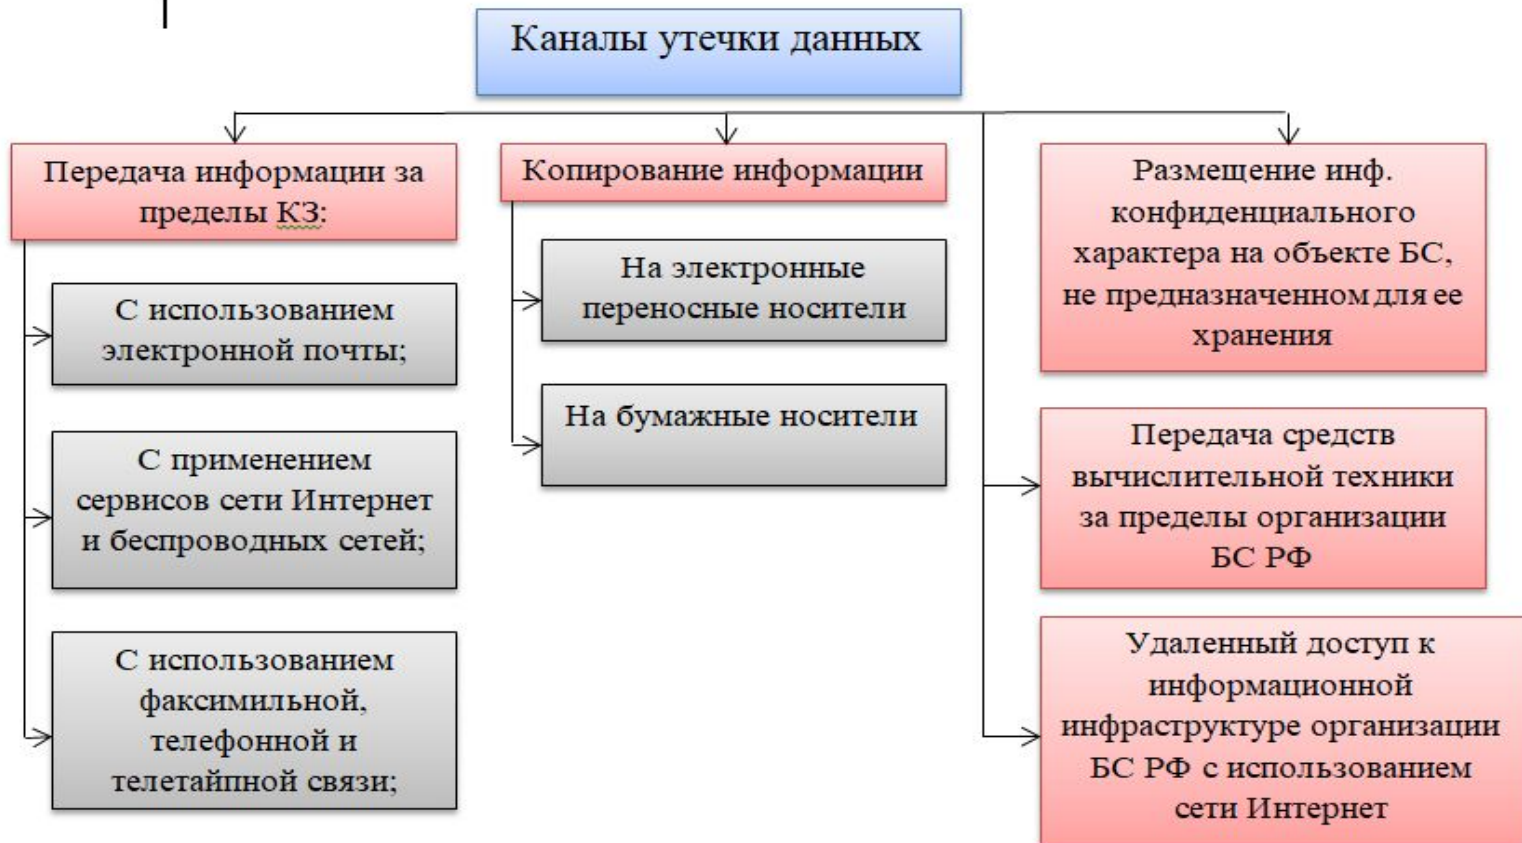 Каналы утечки данных
Передача информации за
пределы КЗ:
С использованием
электронной почты;
С применением
сервисов сети Интернет
и беспроводных сетей;
С использованием
факсимильной,
телефонной и
телетайпной связи;
Копирование информации
На электронные
переносные носители
На бумажные носители
Размещение инф.
конфиденциального
характера на объекте БС,
не предназначенном для ее
хранения
Передача средств
вычислительной техники
за пределы организации
БС РФ
Удаленный доступ к
информационной
инфраструктуре организации
БС РФ с использованием
сети Интернет